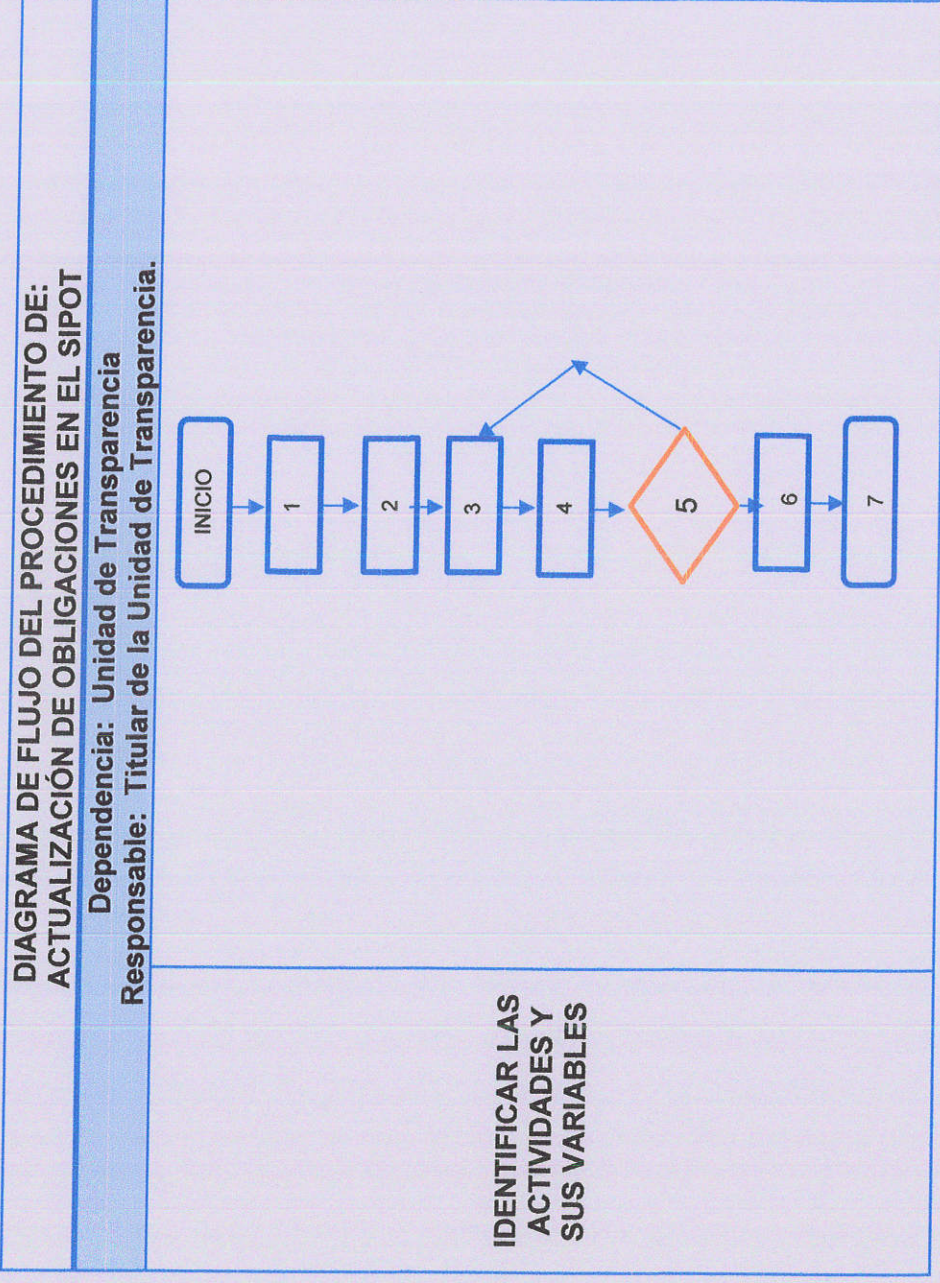 DIAGRAMA DE FLUJO DEL PROCEDIMIENTO DE:
ACTUALIZACIÓN DE OBLIGACIONES EN EL SIPOT
Dependencia: Unidad de Transparencia
Responsable: Titular de la Unidad de Transparencia.
IDENTIFICAR LAS
ACTIVIDADES Y
SUS VARIABLES
INICIO
1
2
3
4
5
6
7